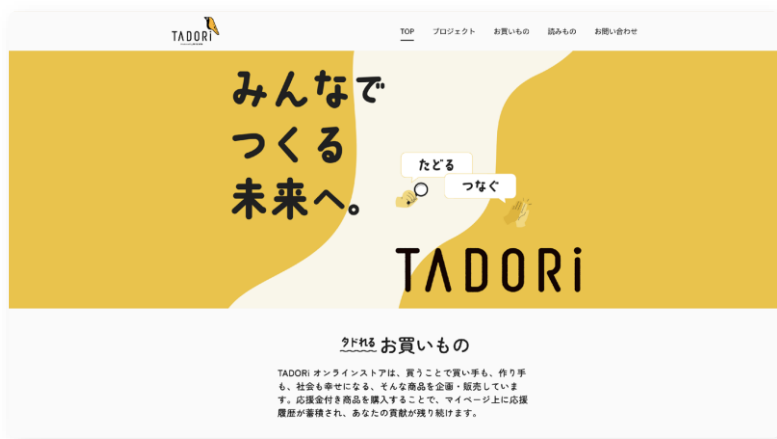 TADORi
TOP プロジェクト お買いもの 読みもの お問い合わせ
みんなで
つくる
未来へ。
たどる
つなぐ
TADORi
タドれる お買いもの
TADORi オンラインストアは、買うことで買い手も、作り手
も、社会も幸せになる、そんな商品を企画・販売していま
す。応援金付き商品を購入することで、マイページ上に応援
履歴が蓄積され、あなたの貢献が残り続けます。